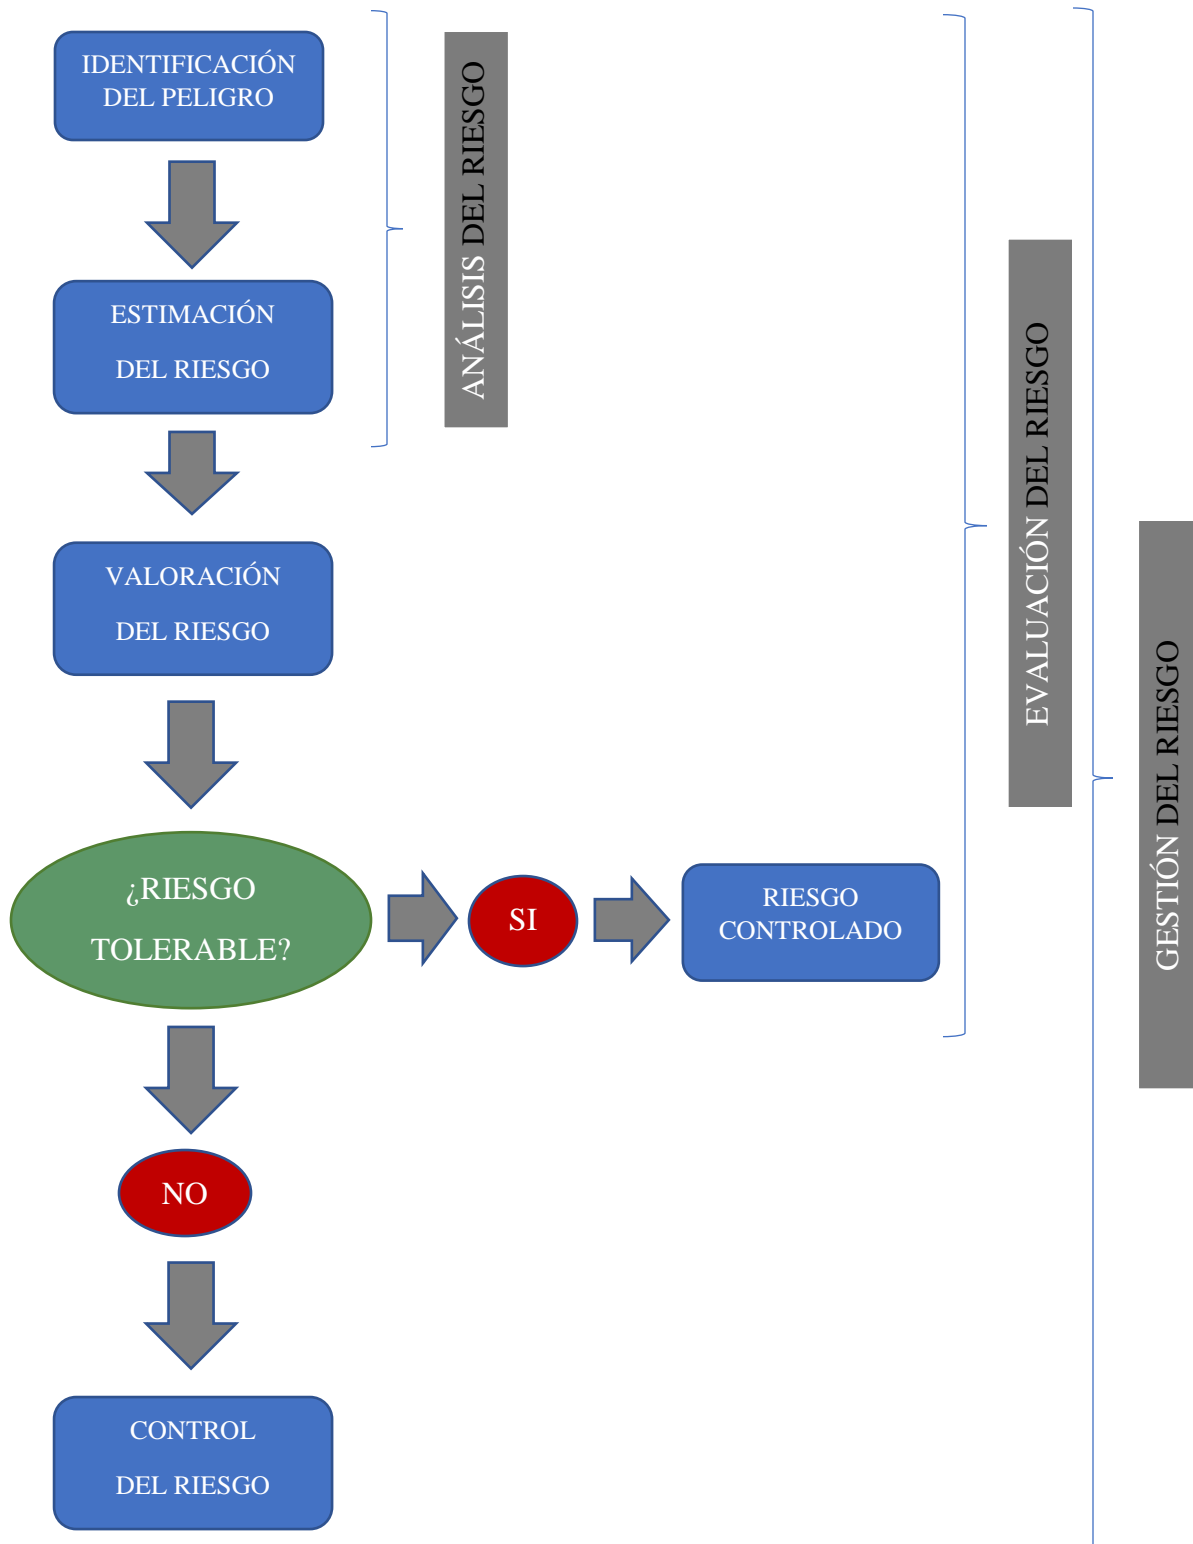 IDENTIFICACIÓN
DEL PELIGRO
ESTIMACIÓN
DEL RIESGO
ANÁLISIS DEL RIESGO
VALORACIÓN
DEL RIESGO
¿RIESGO
TOLERABLE?
SI
RIESGO
CONTROLADO
EVALUACIÓN DEL RIESGO
GESTIÓN DEL RIESGO
NO
CONTROL
DEL RIESGO